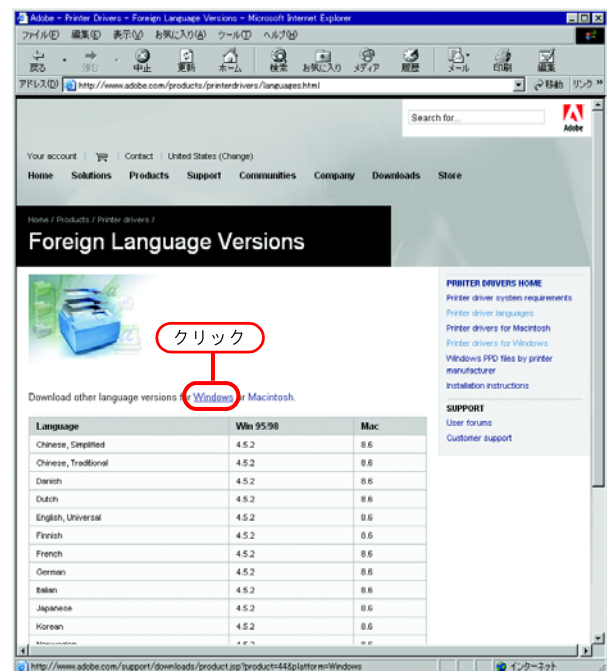 Adobe - Printer Drivers - Foreign Language Versions - Microsoft Internet Explorer
ファイル(F) 編集(E) 表示(V) お気に入り(A) ツール(T) ヘルプ(H)
戻る 進む 中止 更新 ホーム 検索 お気に入り メディア 履歴 メール 印刷 編集
アドレス(D) http://www.adobe.com/products/printerdrivers/languages.html 移動 リンク »
Search for...
Adobe
Your account | Contact | United States (Change)
Home Solutions Products Support Communities Company Downloads Store
Home / Products / Printer drivers /
Foreign Language Versions
PRINTER DRIVERS HOME
Printer driver system requirements
Printer driver languages
Printer drivers for Macintosh
Printer drivers for Windows
Windows PPD files by printer
manufacturer
Installation instructions
SUPPORT
User forums
Customer support
クリック
Download other language versions for Windows or Macintosh.
Language Win 95/98 Mac
Chinese, Simplified 4.5.2 8.6
Chinese, Traditional 4.5.2 8.6
Danish 4.5.2 8.6
Dutch 4.5.2 8.6
English, Universal 4.5.2 8.6
Finnish 4.5.2 8.6
French 4.5.2 8.6
German 4.5.2 8.6
Italian 4.5.2 8.6
Japanese 4.5.2 8.6
Korean 4.5.2 8.6
http://www.adobe.com/support/downloads/product.jsp?product=44&platform=Windows インターネット